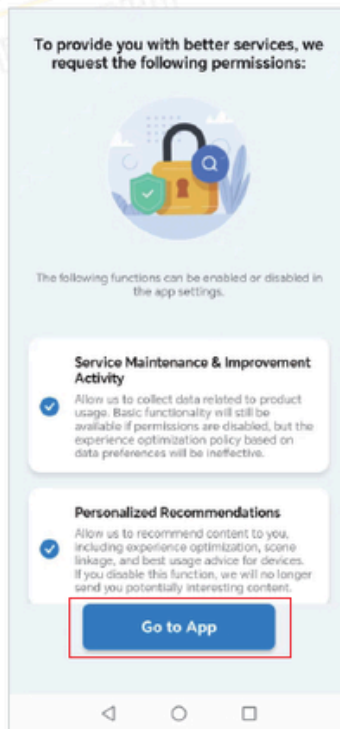 To provide you with better services, we
request the following permissions:
The following functions can be enabled or disabled in
the app settings.
Service Maintenance & Improvement
Activity
Allow us to collect data related to product
usage. Basic functionality will still be
available if permissions are disabled, but the
experience optimization policy based on
data preferences will be ineffective.
Personalized Recommendations
Allow us to recommend content to you,
including experience optimization, scene
linkage, and best usage advice for devices.
If you disable this function, we will no longer
send you potentially interesting content.
Go to App